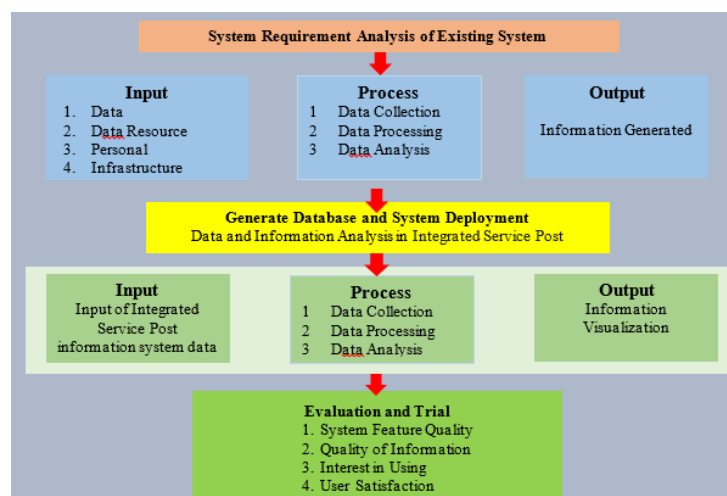 System Requirement Analysis of Existing System
Input
1. Data
2. Data Resource
3. Personal
4. Infrastructure
Process
1 Data Collection
2 Data Processing
3 Data Analysis
Output
Information Generated
Generate Database and System Deployment
Data and Information Analysis in Integrated Service Post
Input
Input of Integrated
Service Post
information system data
Process
1 Data Collection
2 Data Processing
3 Data Analysis
Output
Information
Visualization
Evaluation and Trial
1. System Feature Quality
2. Quality of Information
3. Interest in Using
4. User Satisfaction